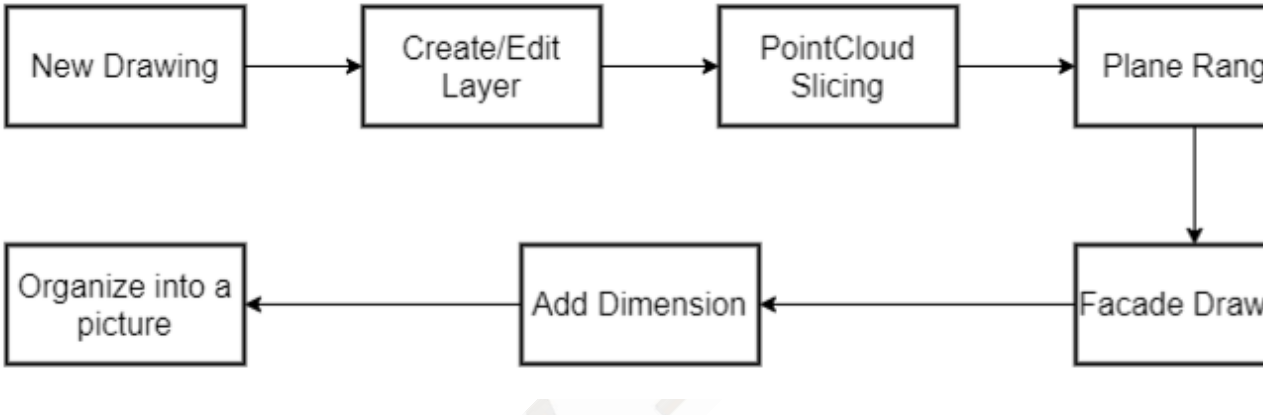 New Drawing
Create/Edit
Layer
PointCloud
Slicing
Plane Rang
Organize into a
picture
Add Dimension
Facade Draw